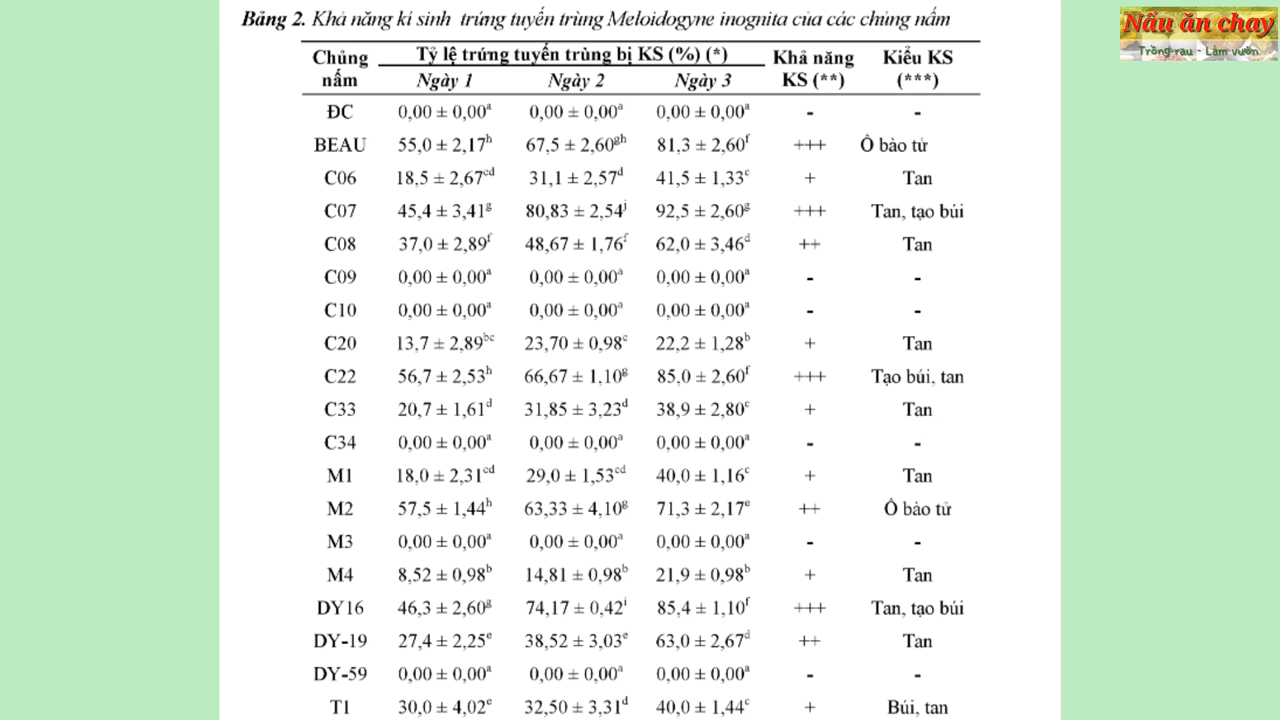 Bảng 2. Khả năng kí sinh trứng tuyến trùng Meloidogyne inognita của các chủng nấm
Nấu ăn chay
Trồng rau - Làm vườn
Chủng nấm Tỷ lệ trứng tuyến trùng bị KS (%) (*) Khả năng KS (**) Kiểu KS (***)
Ngày 1 Ngày 2 Ngày 3
ĐC 0,00 ± 0,00ª 0,00 ± 0,00ª 0,00 ± 0,00ª - -
BEAU 55,0 ± 2,17ʰ 67,5 ± 2,60ᵍʰ 81,3 ± 2,60ᶠ +++ Ô bào tử
C06 18,5 ± 2,67ᶜᵈ 31,1 ± 2,57ᵈ 41,5 ± 1,33ᶜ + Tan
C07 45,4 ± 3,41ᵍ 80,83 ± 2,54ʲ 92,5 ± 2,60ᵍ +++ Tan, tạo búi
C08 37,0 ± 2,89ᶠ 48,67 ± 1,76ᶠ 62,0 ± 3,46ᵈ ++ Tan
C09 0,00 ± 0,00ª 0,00 ± 0,00ª 0,00 ± 0,00ª - -
C10 0,00 ± 0,00ª 0,00 ± 0,00ª 0,00 ± 0,00ª - -
C20 13,7 ± 2,89ᵇᶜ 23,70 ± 0,98ᶜ 22,2 ± 1,28ᵇ + Tan
C22 56,7 ± 2,53ʰ 66,67 ± 1,10ᵍ 85,0 ± 2,60ᶠ +++ Tạo búi, tan
C33 20,7 ± 1,61ᵈ 31,85 ± 3,23ᵈ 38,9 ± 2,80ᶜ + Tan
C34 0,00 ± 0,00ª 0,00 ± 0,00ª 0,00 ± 0,00ª - -
M1 18,0 ± 2,31ᶜᵈ 29,0 ± 1,53ᶜᵈ 40,0 ± 1,16ᶜ + Tan
M2 57,5 ± 1,44ʰ 63,33 ± 4,10ᵍ 71,3 ± 2,17ᵉ ++ Ô bào tử
M3 0,00 ± 0,00ª 0,00 ± 0,00ª 0,00 ± 0,00ª - -
M4 8,52 ± 0,98ᵇ 14,81 ± 0,98ᵇ 21,9 ± 0,98ᵇ + Tan
DY16 46,3 ± 2,60ᵍ 74,17 ± 0,42ⁱ 85,4 ± 1,10ᶠ +++ Tan, tạo búi
DY-19 27,4 ± 2,25ᵉ 38,52 ± 3,03ᵉ 63,0 ± 2,67ᵈ ++ Tan
DY-59 0,00 ± 0,00ª 0,00 ± 0,00ª 0,00 ± 0,00ª - -
T1 30,0 ± 4,02ᵉ 32,50 ± 3,31ᵈ 40,0 ± 1,44ᶜ + Búi, tan